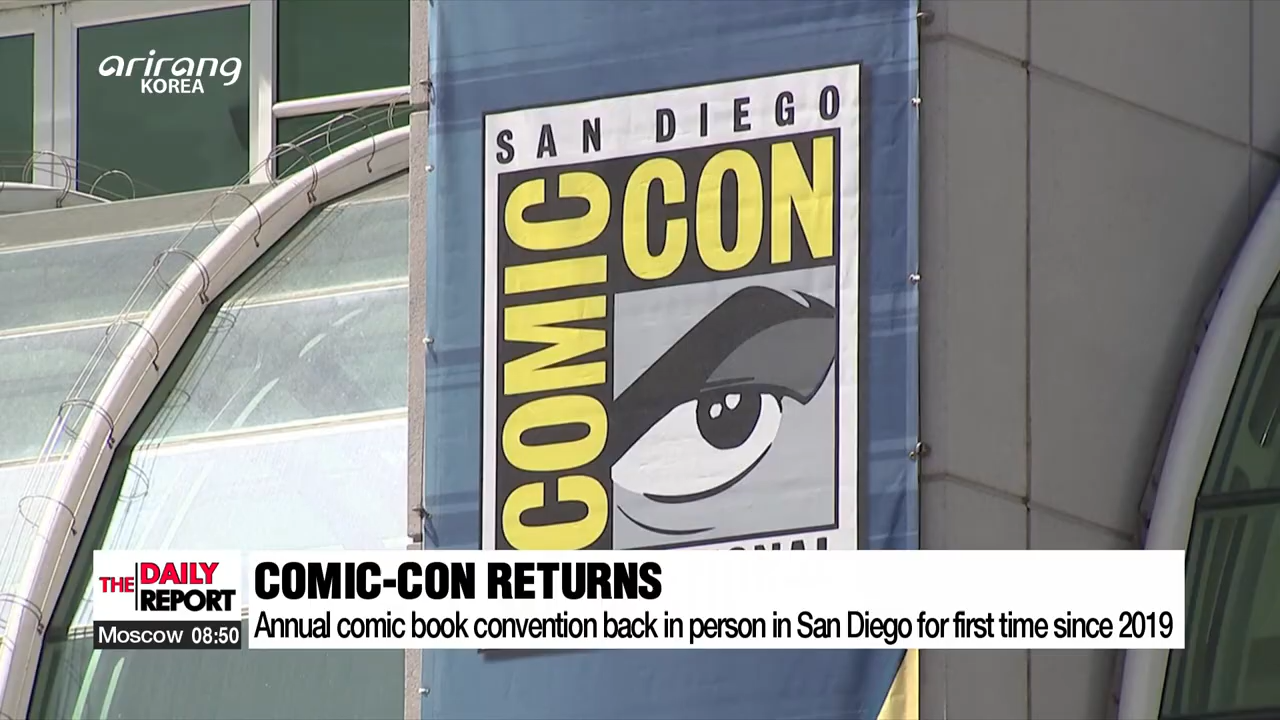 arirang
KOREA
SAN DIEGO
COMIC
CON
THE DAILY
REPORT
COMIC-CON RETURNS
Annual comic book convention back in person in San Diego for first time since 2019
Moscow 08:50